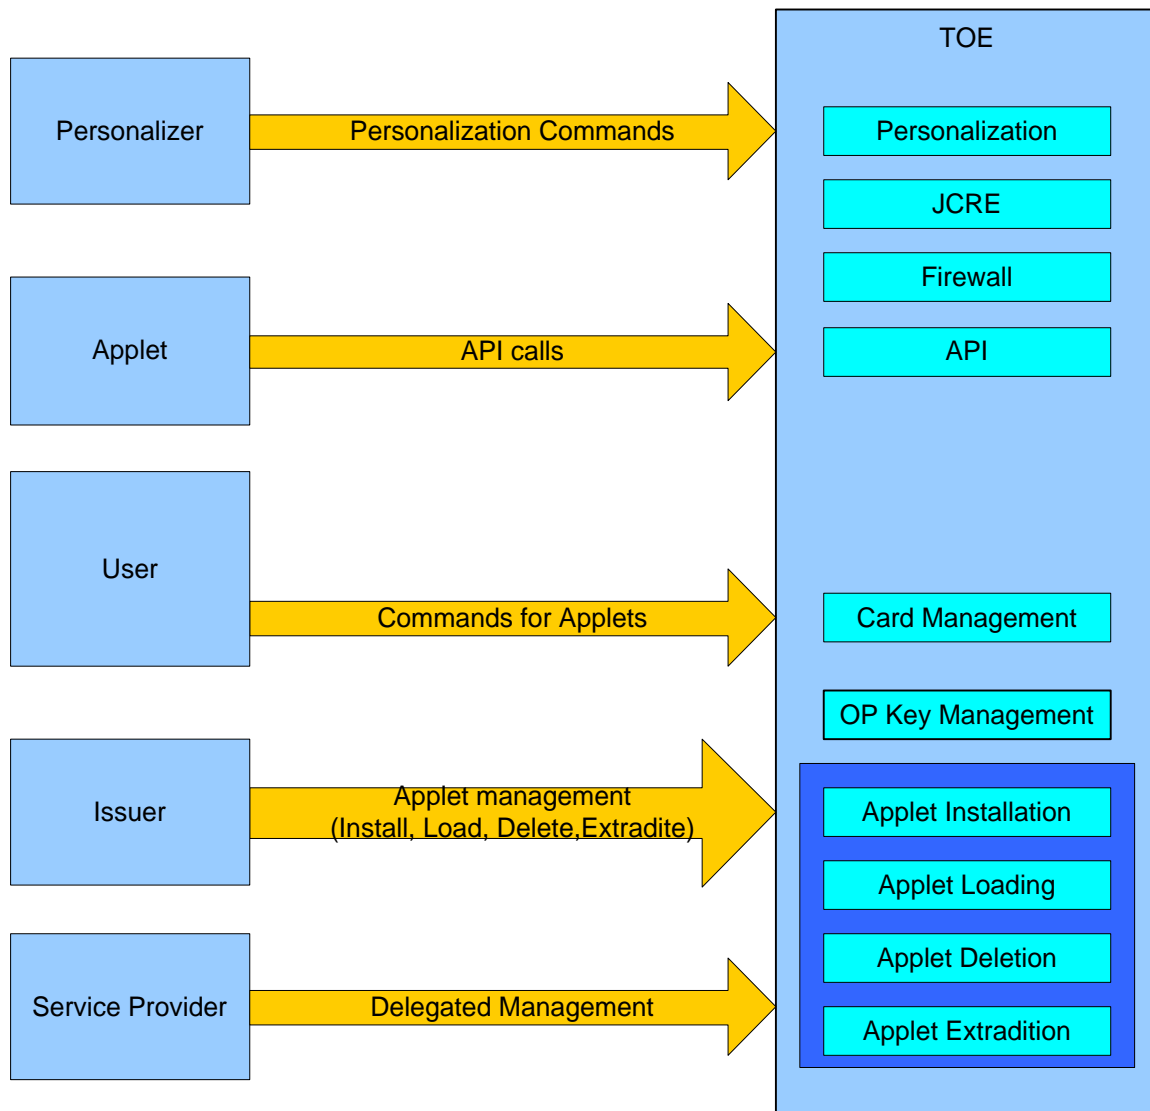 TOE
Personalizer
Personalization Commands
Personalization
JCRE
Firewall
Applet
API calls
API
User
Commands for Applets
Card Management
OP Key Management
Issuer
Applet management
(Install, Load, Delete,Extradite)
Applet Installation
Applet Loading
Applet Deletion
Service Provider
Delegated Management
Applet Extradition